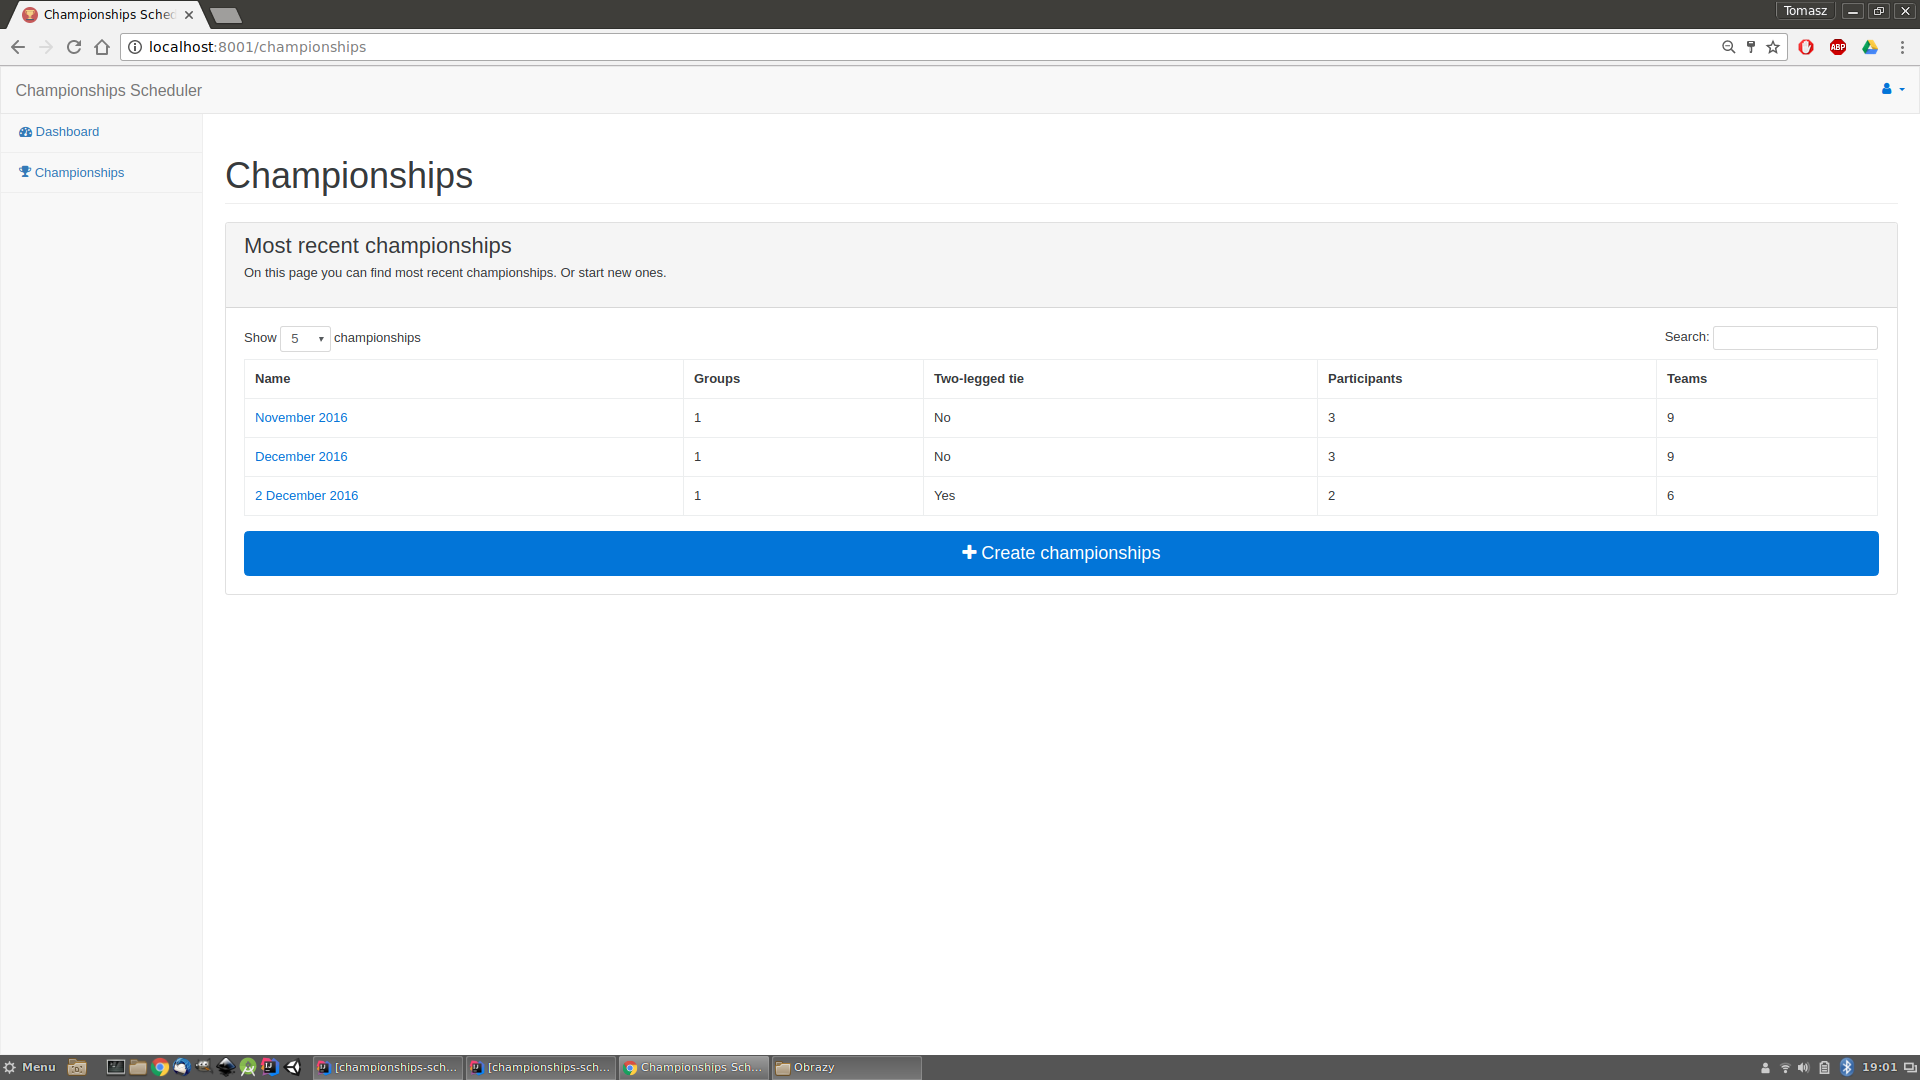 Championships Sched
Tomasz
localhost:8001/championships
ABP
Championships Scheduler
Dashboard
Championships
Championships
Most recent championships
On this page you can find most recent championships. Or start new ones.
Show 5 championships
Search:
Name Groups Two-legged tie Participants Teams
November 2016 1 No 3 9
December 2016 1 No 3 9
2 December 2016 1 Yes 2 6
Create championships
Menu
[championships-sch...
[championships-sch...
Championships Sch...
Obrazy
19:01